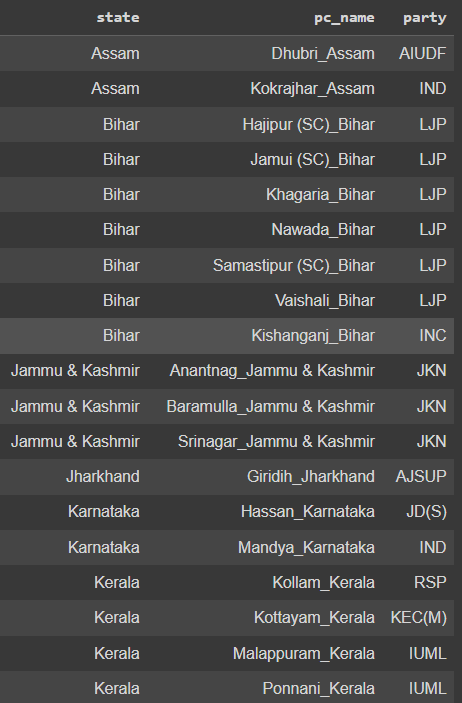 state pc_name party
Assam Dhubri_Assam AIUDF
Assam Kokrajhar_Assam IND
Bihar Hajipur (SC)_Bihar LJP
Bihar Jamui (SC)_Bihar LJP
Bihar Khagaria_Bihar LJP
Bihar Nawada_Bihar LJP
Bihar Samastipur (SC)_Bihar LJP
Bihar Vaishali_Bihar LJP
Bihar Kishanganj_Bihar INC
Jammu & Kashmir Anantnag_Jammu & Kashmir JKN
Jammu & Kashmir Baramulla_Jammu & Kashmir JKN
Jammu & Kashmir Srinagar_Jammu & Kashmir JKN
Jharkhand Giridih_Jharkhand AJSUP
Karnataka Hassan_Karnataka JD(S)
Karnataka Mandya_Karnataka IND
Kerala Kollam_Kerala RSP
Kerala Kottayam_Kerala KEC(M)
Kerala Malappuram_Kerala IUML
Kerala Ponnani_Kerala IUML